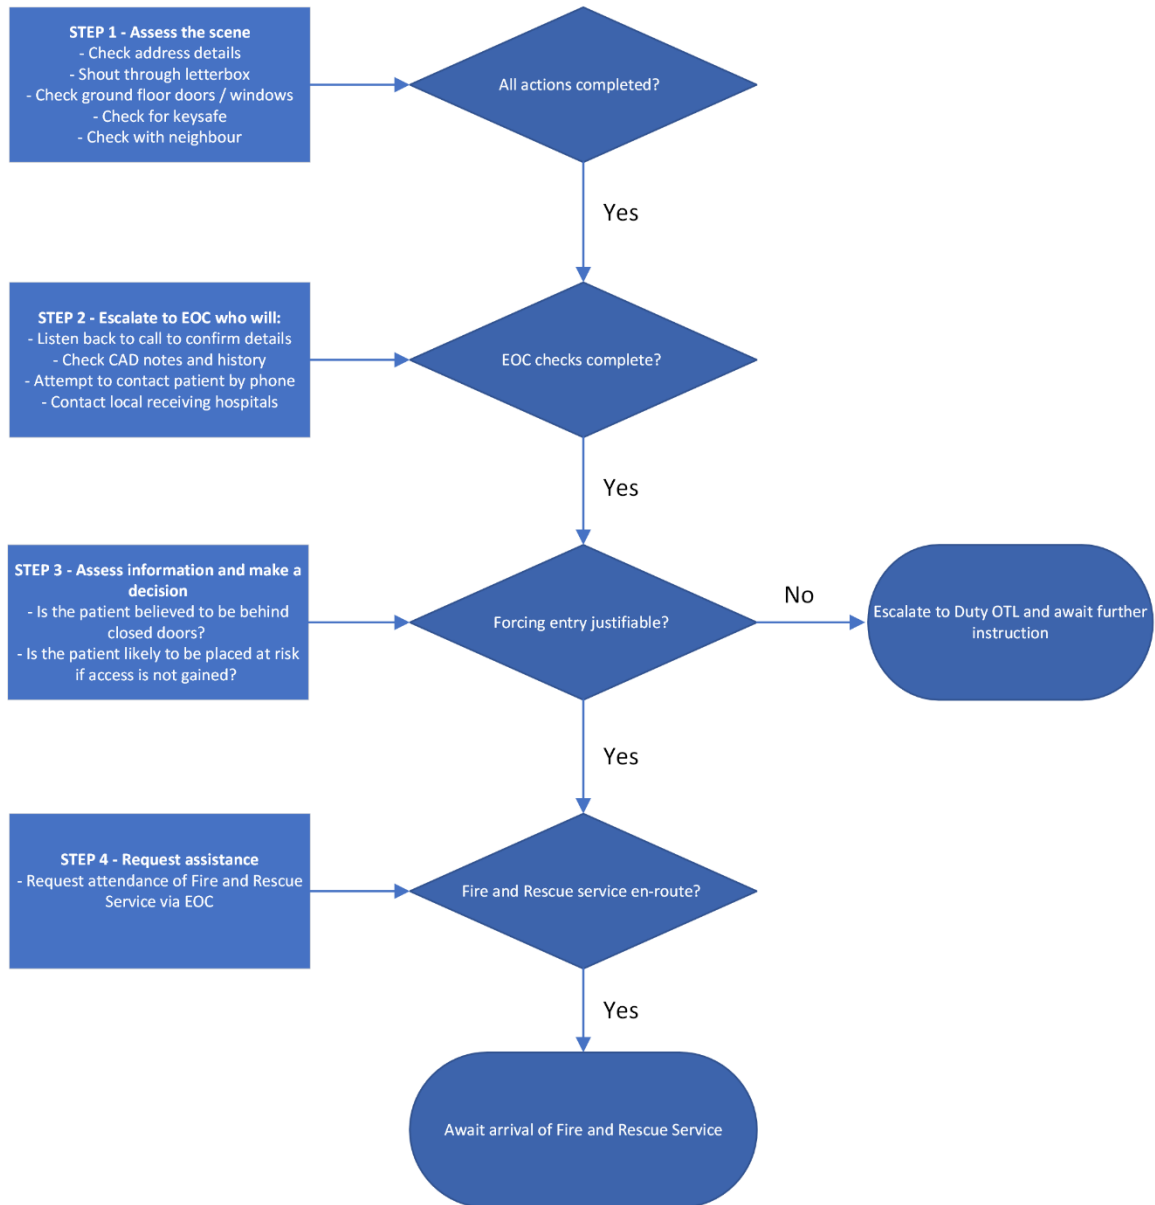 STEP 1 - Assess the scene
- Check address details
- Shout through letterbox
- Check ground floor doors / windows
- Check for keysafe
- Check with neighbour
All actions completed?
Yes
STEP 2 - Escalate to EOC who will:
- Listen back to call to confirm details
- Check CAD notes and history
- Attempt to contact patient by phone
- Contact local receiving hospitals
EOC checks complete?
Yes
STEP 3 - Assess information and make a
decision
- Is the patient believed to be behind
closed doors?
- Is the patient likely to be placed at risk
if access is not gained?
Forcing entry justifiable?
No
Escalate to Duty OTL and await further
instruction
Yes
STEP 4 - Request assistance
- Request attendance of Fire and Rescue
Service via EOC
Fire and Rescue service en-route?
Yes
Await arrival of Fire and Rescue Service